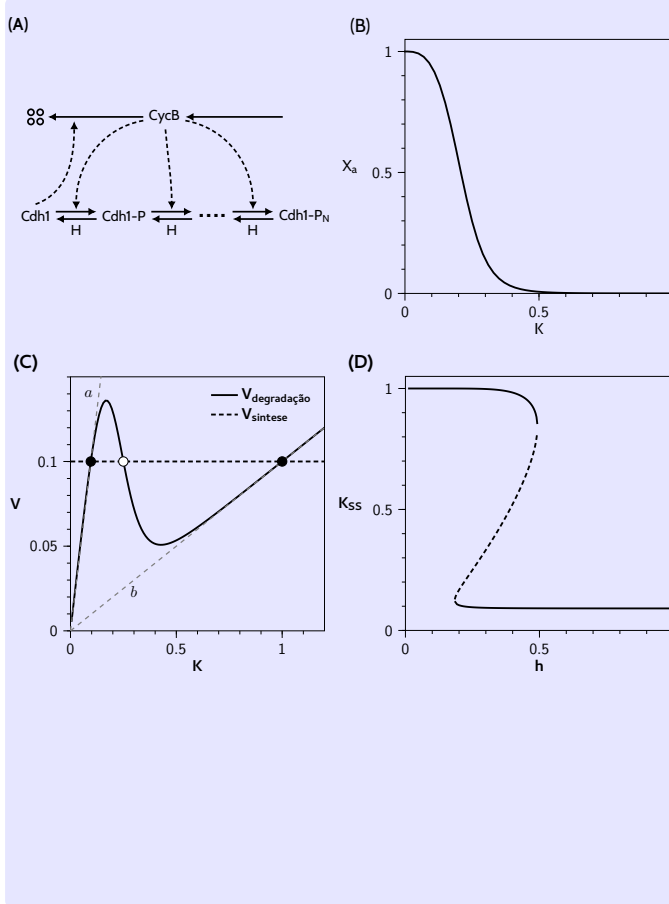 (A)
CycB
Cdh1
Cdh1-P
Cdh1-P_N
H
H
H
(B)
1
X_a
0.5
0
0
0.5
K
(C)
a
V_degradação
V_sintese
0.1
V
0.05
b
0
0
0.5
1
K
(D)
1
K_SS
0.5
0
0
0.5
h